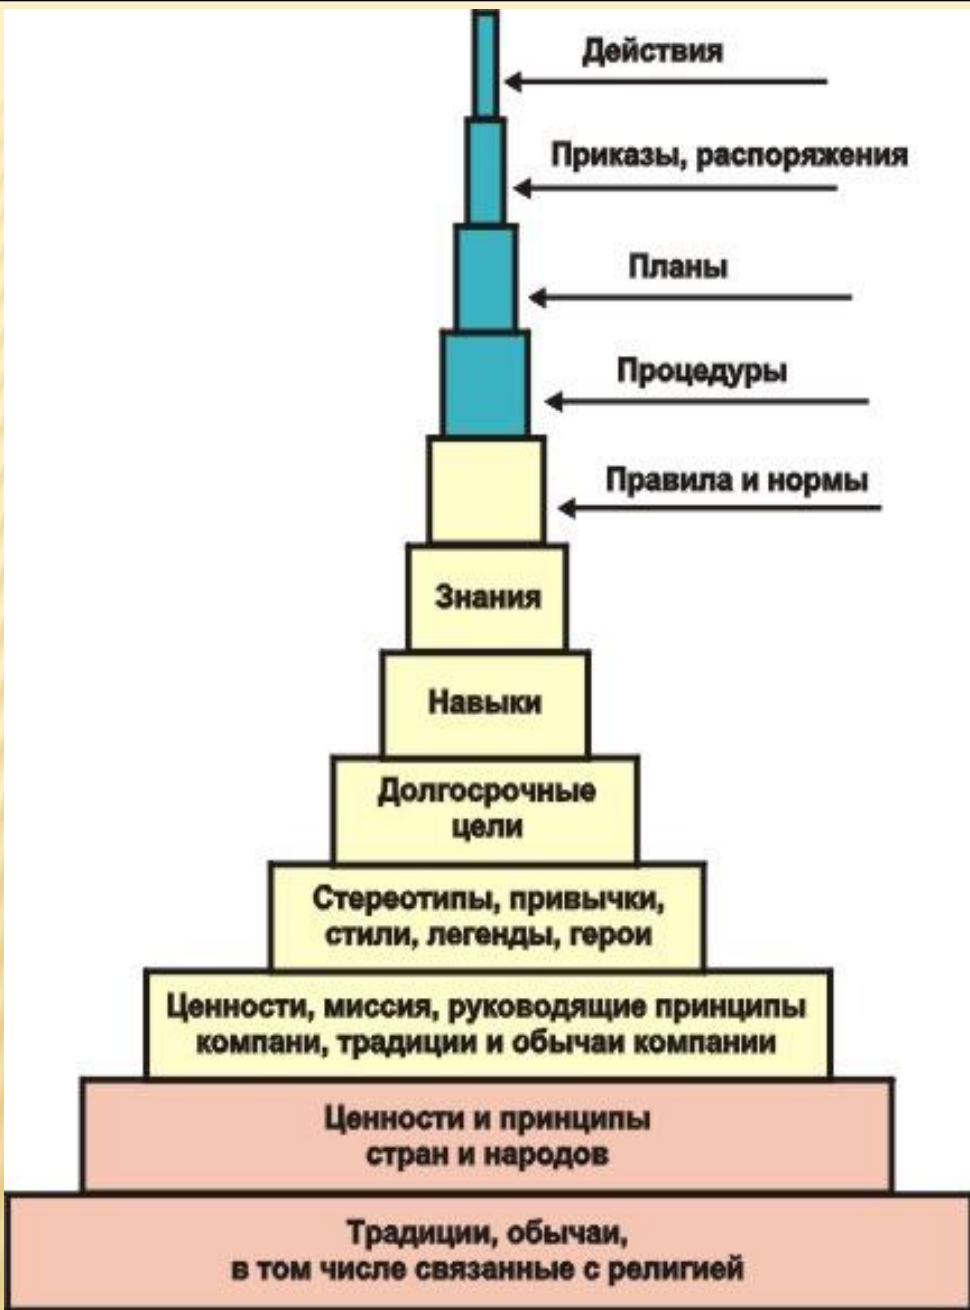 Действия
Приказы, распоряжения
Планы
Процедуры
Правила и нормы
Знания
Навыки
Долгосрочные
цели
Стереотипы, привычки,
стили, легенды, герои
Ценности, миссия, руководящие принципы
компани, традиции и обычаи компании
Ценности и принципы
стран и народов
Традиции, обычаи,
в том числе связанные с религией